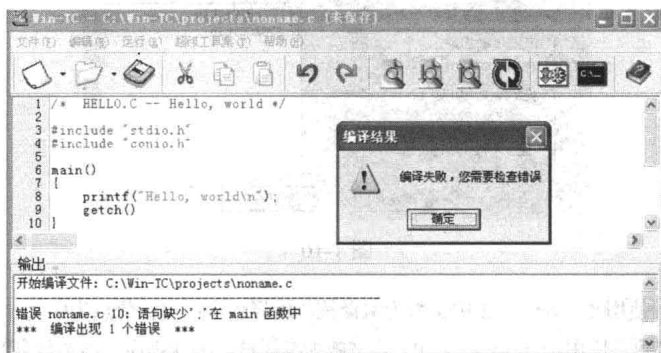 Win-TC - C:\Win-TC\projects\noname.c [未保存]
文件(F) 编辑(E) 运行(R) 超级工具集(T) 帮助(H)
1 /* HELLO.C -- Hello, world */
2
3 #include "stdio.h"
4 #include "conio.h"
5
6 main()
7 {
8 printf("Hello, world\n");
9 getch()
10 }
编译结果
编译失败，您需要检查错误
确定
输出
开始编译文件: C:\Win-TC\projects\noname.c
错误 noname.c 10: 语句缺少';'在 main 函数中
*** 编译出现 1 个错误 ***